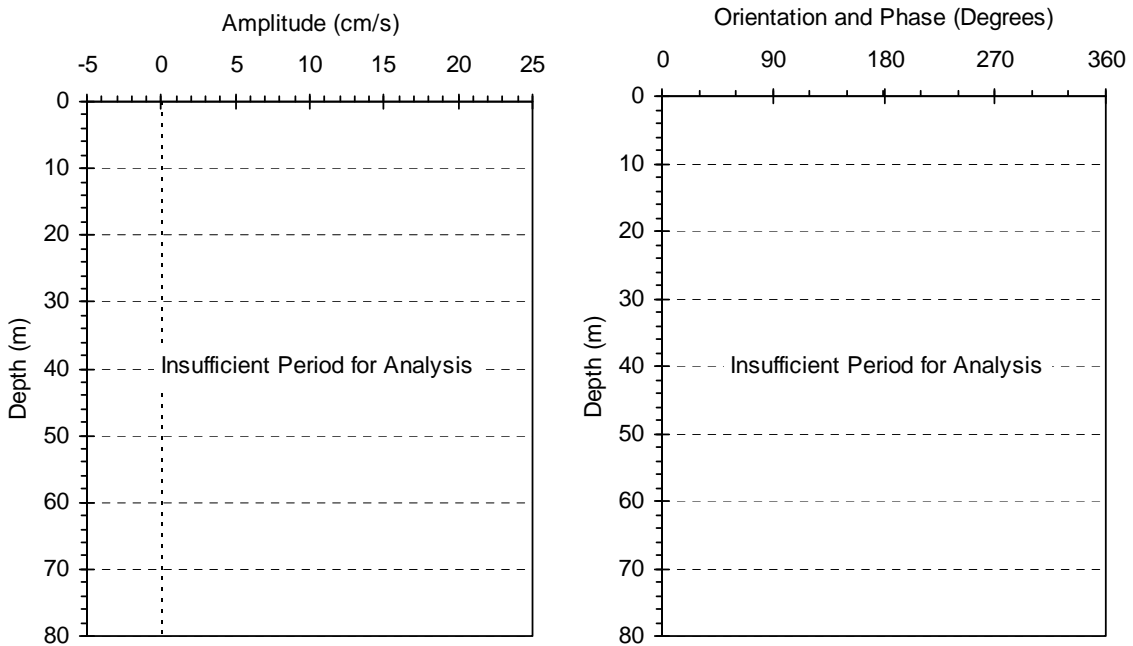 Amplitude (cm/s)
-5 0 5 10 15 20 25
0
10
20
30
40
50
60
70
80
Depth (m)
Insufficient Period for Analysis
Orientation and Phase (Degrees)
0 90 180 270 360
0
10
20
30
40
50
60
70
80
Depth (m)
Insufficient Period for Analysis